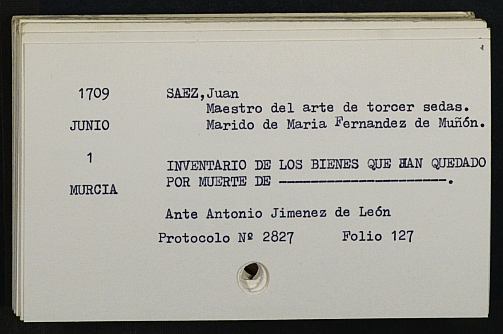 1709
SAEZ,Juan
Maestro del arte de torcer sedas.
JUNIO
Marido de Maria Fernandez de Muñón.
1
INVENTARIO DE LOS BIENES QUE HAN QUEDADO
MURCIA
POR MUERTE DE ----------------------.
Ante Antonio Jimenez de León
Protocolo Nº 2827 Folio 127